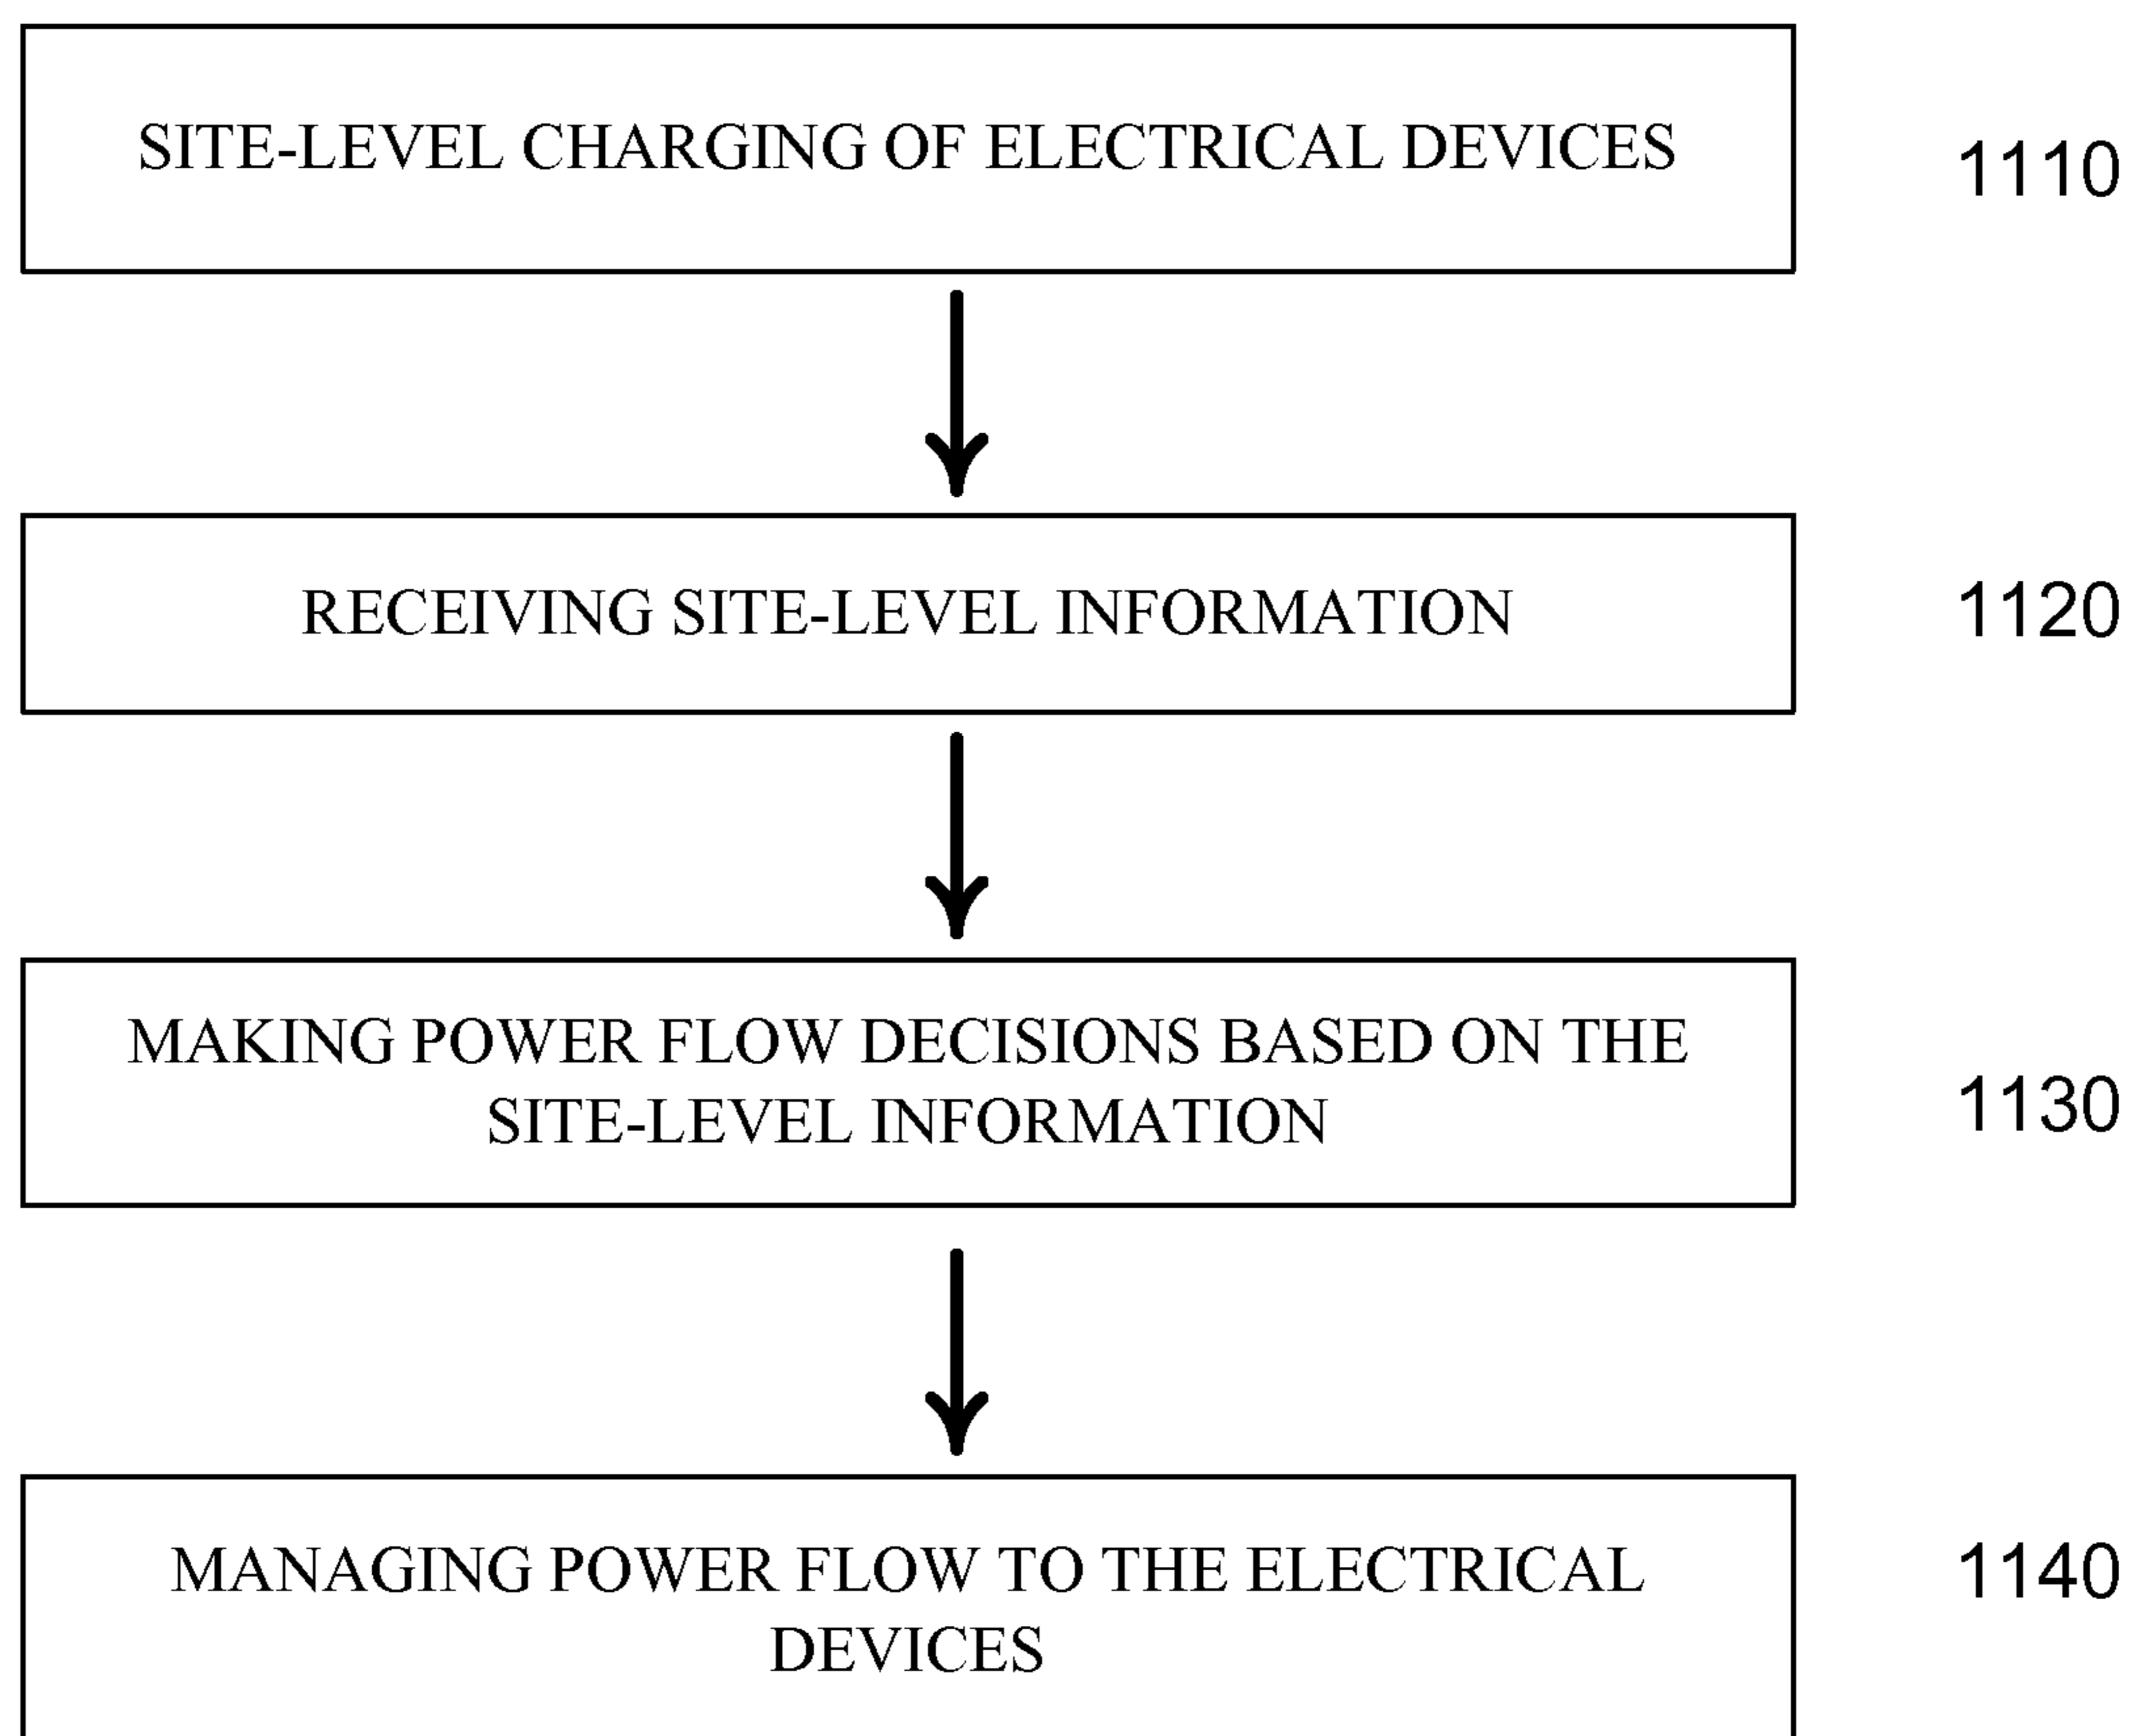 SITE-LEVEL CHARGING OF ELECTRICAL DEVICES
1110
RECEIVING SITE-LEVEL INFORMATION
1120
MAKING POWER FLOW DECISIONS BASED ON THE
SITE-LEVEL INFORMATION
1130
MANAGING POWER FLOW TO THE ELECTRICAL
DEVICES
1140